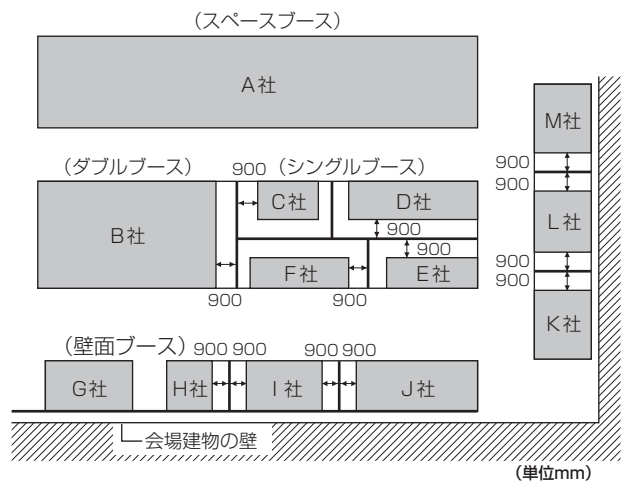 (スペースブース)
A社
M社
900
900
(ダブルブース)
900
(シングルブース)
C社
D社
900
B社
L社
900
F社
E社
900
900
900
900
K社
(壁面ブース)
900
900
900
900
G社
H社
I社
J社
会場建物の壁
(単位mm)